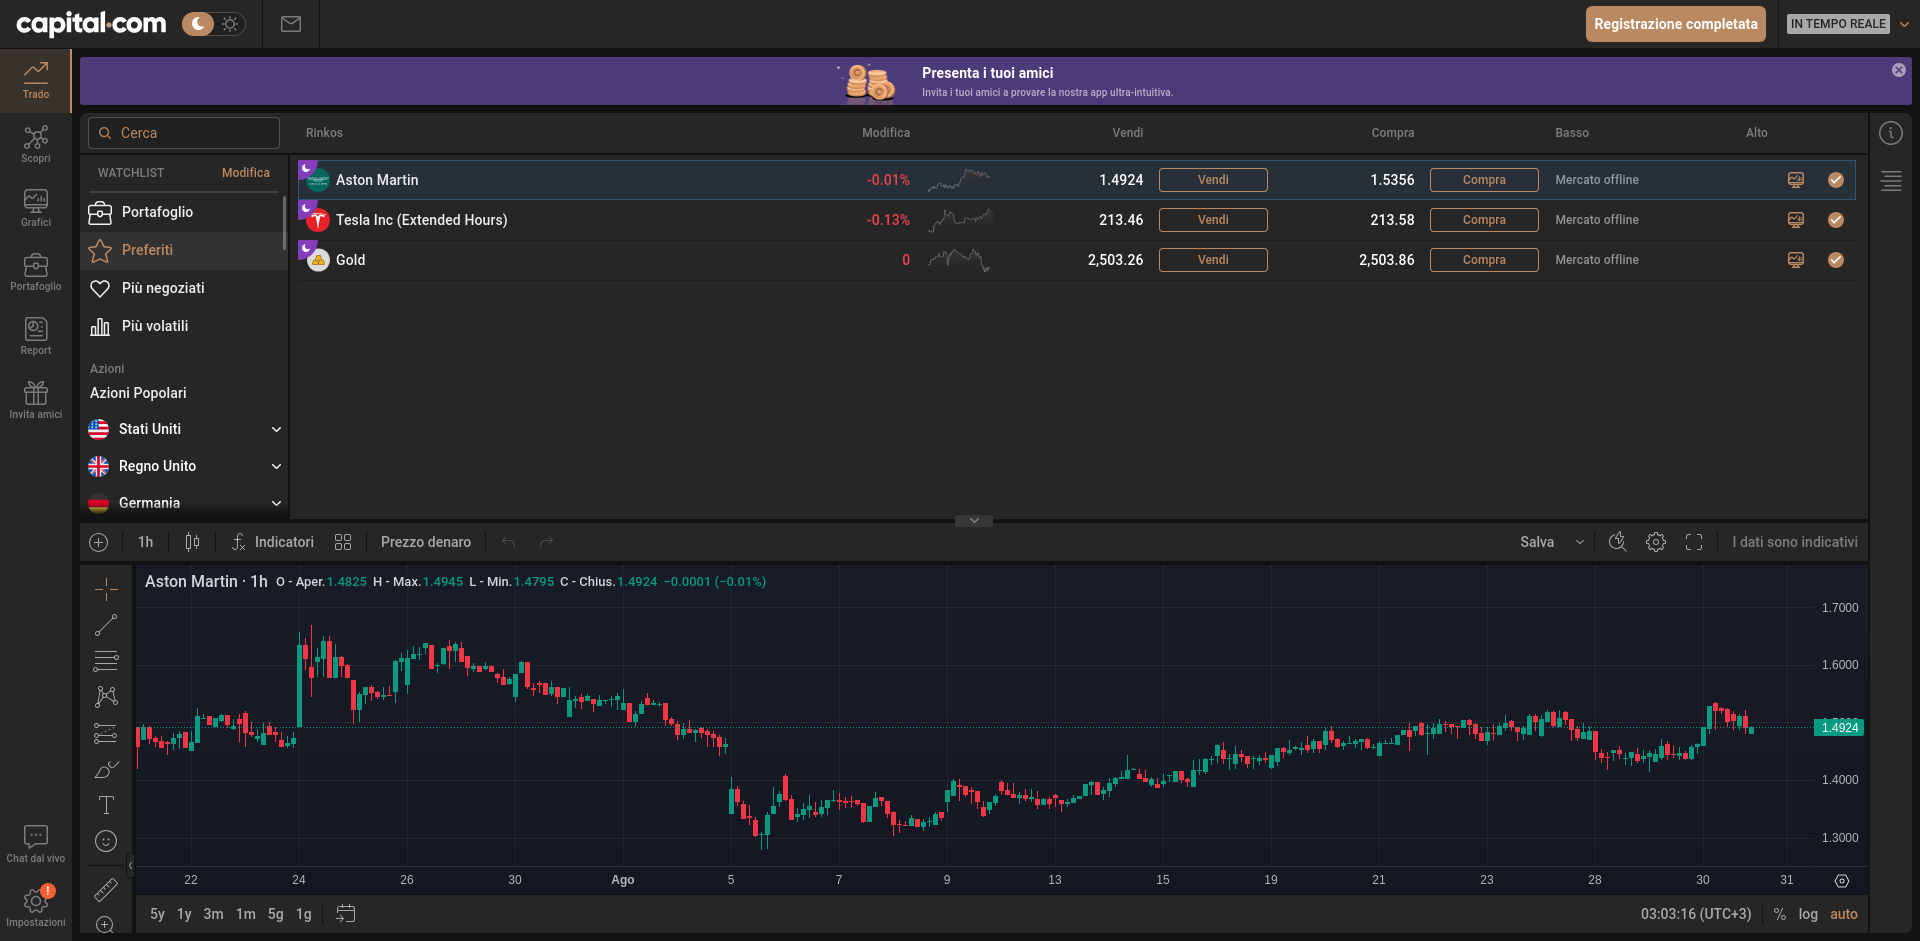 capital.com
Registrazione completata
IN TEMPO REALE
Trado
Scopri
Grafici
Portafoglio
Report
Invita amici
Chat dal vivo
!
Impostazioni
Presenta i tuoi amici
Invita i tuoi amici a provare la nostra app ultra-intuitiva.
Cerca
WATCHLIST Modifica
Portafoglio
Preferiti
Più negoziati
Più volatili
Azioni
Azioni Popolari
Stati Uniti
Regno Unito
Germania
Rinkos Modifica Vendi Compra Basso Alto
Aston Martin -0.01% 1.4924 Vendi 1.5356 Compra Mercato offline
Tesla Inc (Extended Hours) -0.13% 213.46 Vendi 213.58 Compra Mercato offline
Gold 0 2,503.26 Vendi 2,503.86 Compra Mercato offline
1h Indicatori Prezzo denaro Salva I dati sono indicativi
Aston Martin · 1h O - Aper.1.4825 H - Max.1.4945 L - Min.1.4795 C - Chius.1.4924 −0.0001 (−0.01%)
1.7000
1.6000
1.4924
1.4000
1.3000
22 24 26 30 Ago 5 7 9 13 15 19 21 23 28 30 31
5y 1y 3m 1m 5g 1g 03:03:16 (UTC+3) % log auto